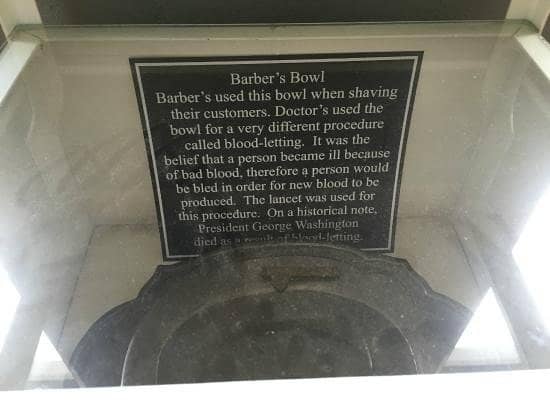 Barber's Bowl
Barber's used this bowl when shaving
their customers. Doctor's used the
bowl for a very different procedure
called blood-letting. It was the
belief that a person became ill because
of bad blood, therefore a person would
be bled in order for new blood to be
produced. The lancet was used for
this procedure. On a historical note,
President George Washington
died as a result of blood-letting.